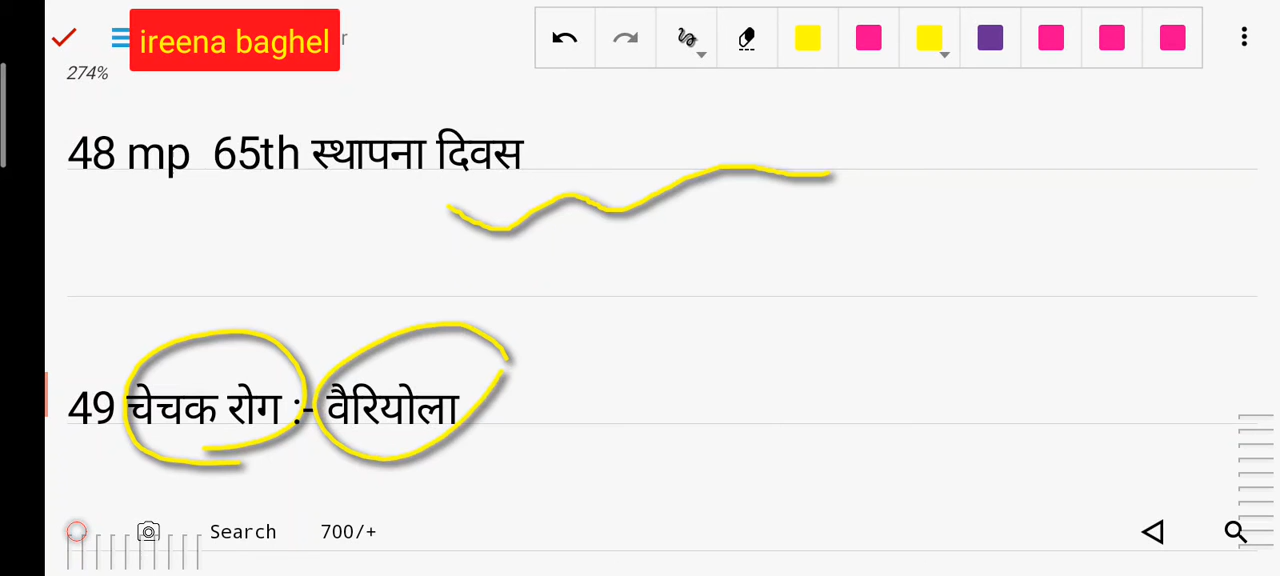 ireena baghel r
274%
48 mp 65th स्थापना दिवस
49 चेचक रोग :- वैरियोला
Search 700/+